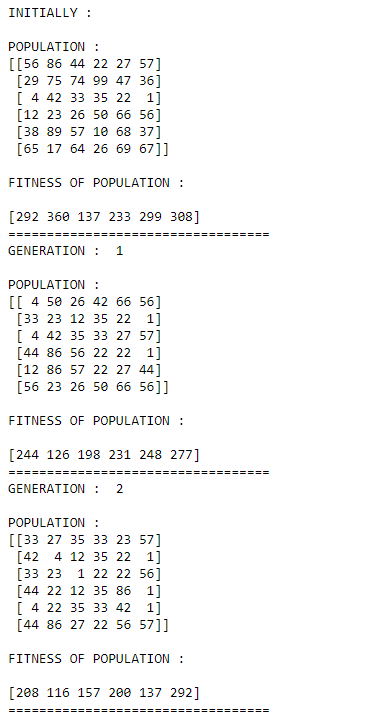 INITIALLY :
POPULATION :
[[56 86 44 22 27 57]
[29 75 74 99 47 36]
[ 4 42 33 35 22  1]
[12 23 26 50 66 56]
[38 89 57 10 68 37]
[65 17 64 26 69 67]]
FITNESS OF POPULATION :
[292 360 137 233 299 308]
==================================
GENERATION :  1
POPULATION :
[[ 4 50 26 42 66 56]
[33 23 12 35 22  1]
[ 4 42 35 33 27 57]
[44 86 56 22 22  1]
[12 86 57 22 27 44]
[56 23 26 50 66 56]]
FITNESS OF POPULATION :
[244 126 198 231 248 277]
==================================
GENERATION :  2
POPULATION :
[[33 27 35 33 23 57]
[42  4 12 35 22  1]
[33 23  1 22 22 56]
[44 22 12 35 86  1]
[ 4 22 35 33 42  1]
[44 86 27 22 56 57]]
FITNESS OF POPULATION :
[208 116 157 200 137 292]
==================================